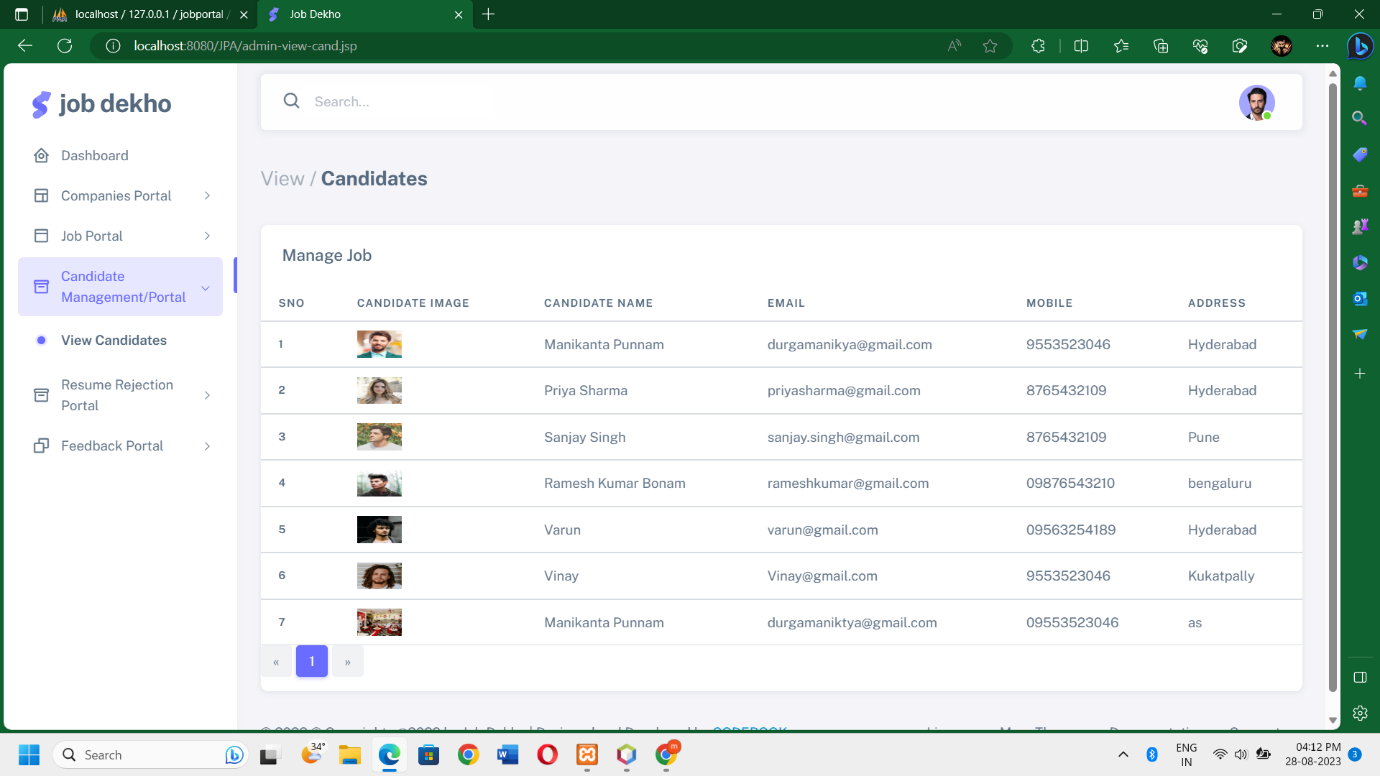 localhost / 127.0.0.1 / jobportal /
Job Dekho
localhost:8080/JPA/admin-view-cand.jsp
job dekho
Search...
Dashboard
Companies Portal
Job Portal
Candidate
Management/Portal
View Candidates
Resume Rejection
Portal
Feedback Portal
View / Candidates
Manage Job
SNO CANDIDATE IMAGE CANDIDATE NAME EMAIL MOBILE ADDRESS
1 Manikanta Punnam durgamanikya@gmail.com 9553523046 Hyderabad
2 Priya Sharma priyasharma@gmail.com 8765432109 Hyderabad
3 Sanjay Singh sanjay.singh@gmail.com 8765432109 Pune
4 Ramesh Kumar Bonam rameshkumar@gmail.com 09876543210 bengaluru
5 Varun varun@gmail.com 09563254189 Hyderabad
6 Vinay Vinay@gmail.com 9553523046 Kukatpally
7 Manikanta Punnam durgamaniktya@gmail.com 09553523046 as
« 1 »
Search
34°
m
ENG
IN
04:12 PM
28-08-2023
3